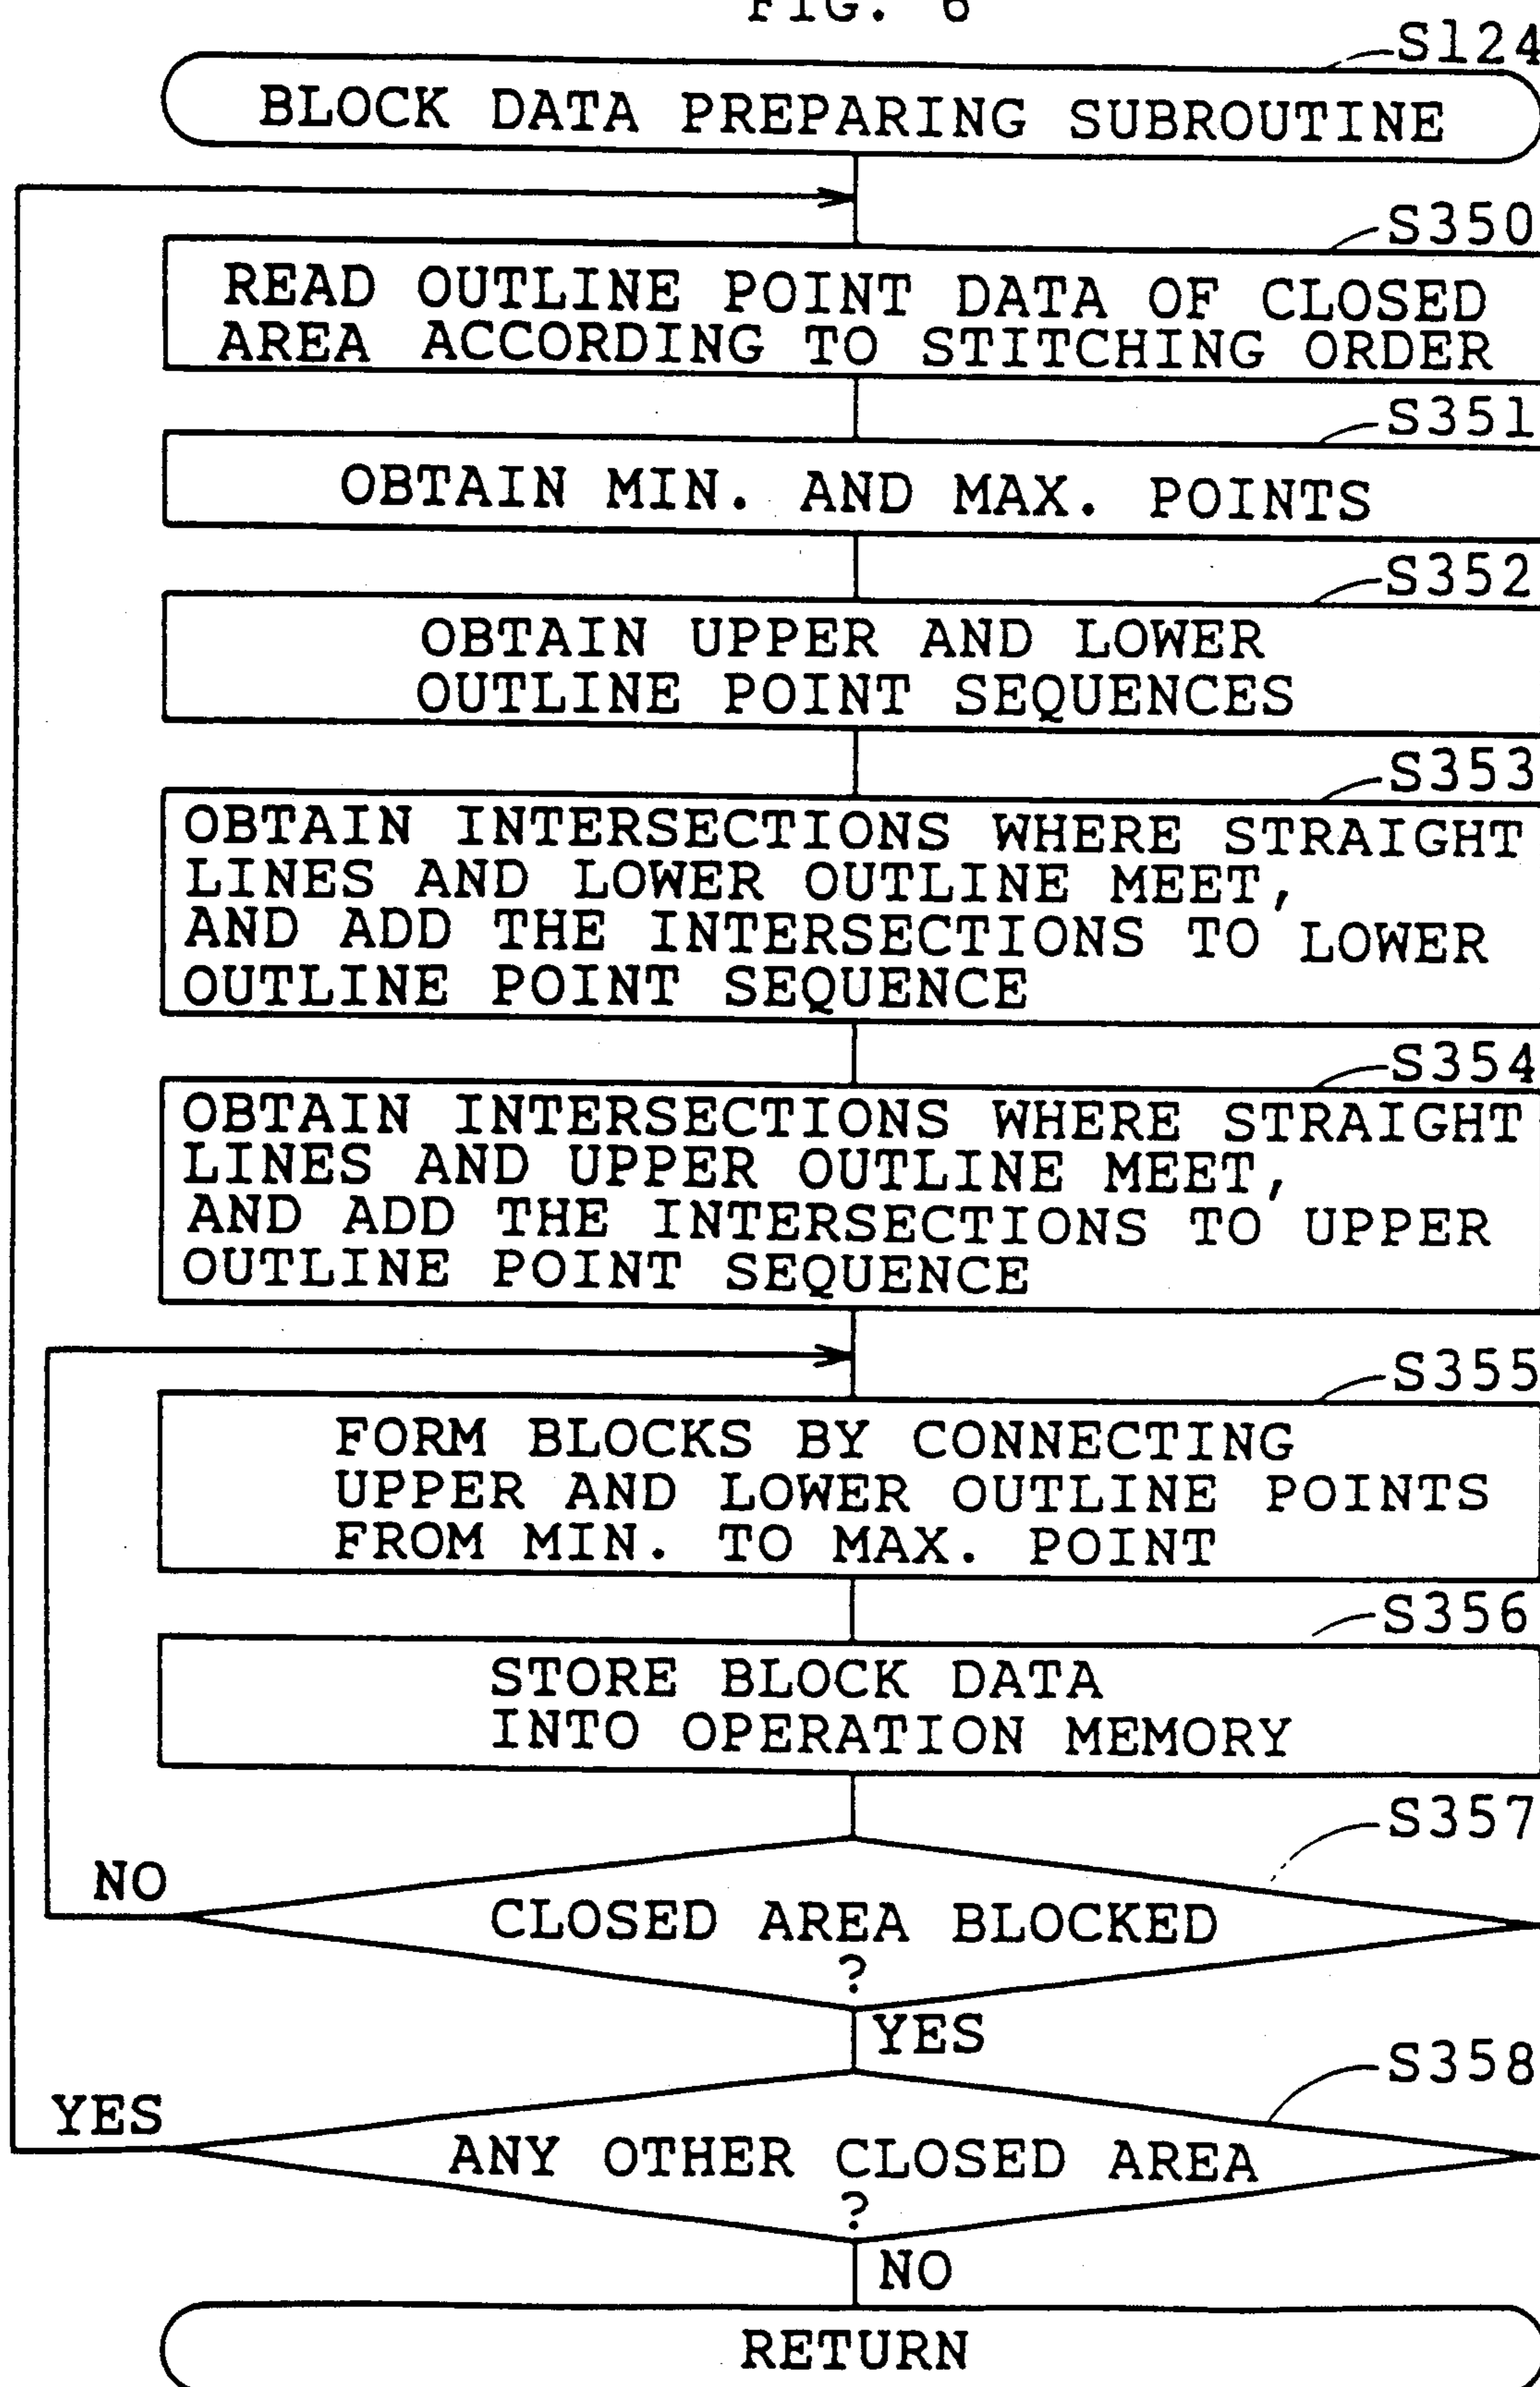 FIG. 6
S124
BLOCK DATA PREPARING SUBROUTINE
S350
READ OUTLINE POINT DATA OF CLOSED
AREA ACCORDING TO STITCHING ORDER
S351
OBTAIN MIN. AND MAX. POINTS
S352
OBTAIN UPPER AND LOWER
OUTLINE POINT SEQUENCES
S353
OBTAIN INTERSECTIONS WHERE STRAIGHT
LINES AND LOWER OUTLINE MEET,
AND ADD THE INTERSECTIONS TO LOWER
OUTLINE POINT SEQUENCE
S354
OBTAIN INTERSECTIONS WHERE STRAIGHT
LINES AND UPPER OUTLINE MEET,
AND ADD THE INTERSECTIONS TO UPPER
OUTLINE POINT SEQUENCE
S355
FORM BLOCKS BY CONNECTING
UPPER AND LOWER OUTLINE POINTS
FROM MIN. TO MAX. POINT
S356
STORE BLOCK DATA
INTO OPERATION MEMORY
S357
NO
CLOSED AREA BLOCKED
?
YES
S358
YES
ANY OTHER CLOSED AREA
?
NO
RETURN